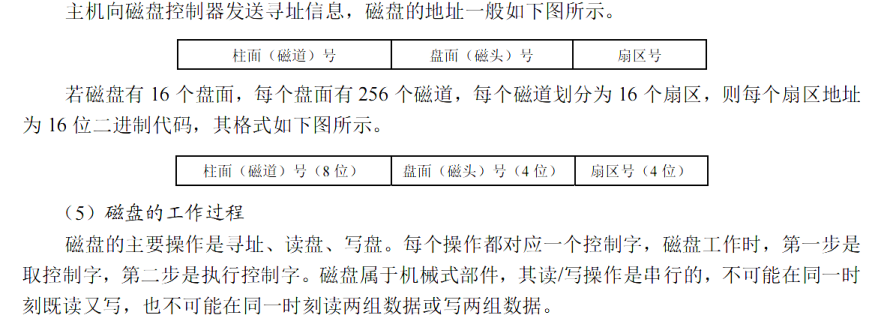 主机向磁盘控制器发送寻址信息，磁盘的地址一般如下图所示。
柱面（磁道）号 盘面（磁头）号 扇区号
若磁盘有 16 个盘面，每个盘面有 256 个磁道，每个磁道划分为 16 个扇区，则每个扇区地址
为 16 位二进制代码，其格式如下图所示。
柱面（磁道）号（8 位） 盘面（磁头）号（4 位） 扇区号（4 位）
（5）磁盘的工作过程
磁盘的主要操作是寻址、读盘、写盘。每个操作都对应一个控制字，磁盘工作时，第一步是
取控制字，第二步是执行控制字。磁盘属于机械式部件，其读/写操作是串行的，不可能在同一时
刻既读又写，也不可能在同一时刻读两组数据或写两组数据。